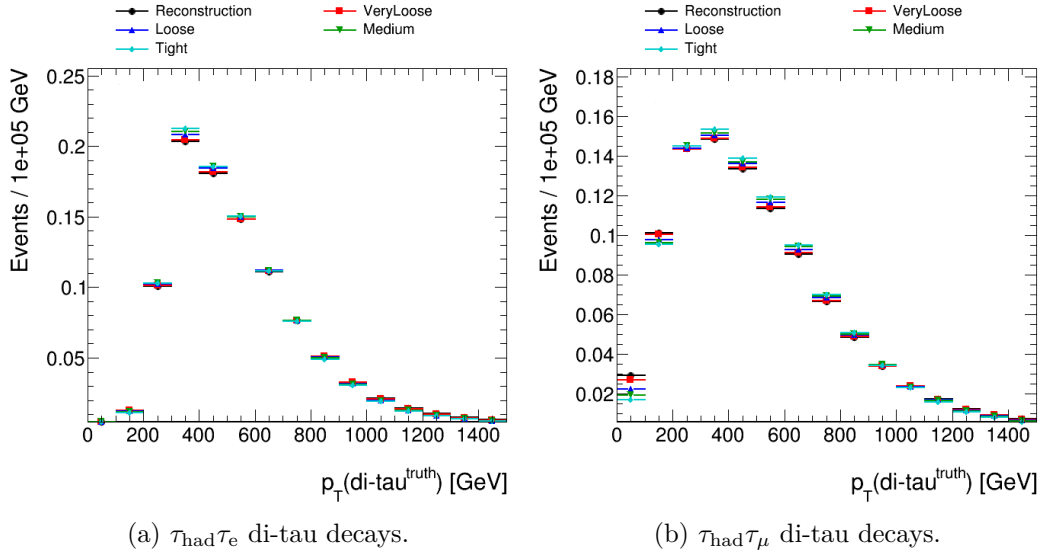 Reconstruction VeryLoose
Loose Medium
Tight
Events / 1e+05 GeV
0.25
0.2
0.15
0.1
0.05
0 200 400 600 800 1000 1200 1400
p_T(di-tau^truth) [GeV]
(a) τ_had τ_e di-tau decays.
Reconstruction VeryLoose
Loose Medium
Tight
Events / 1e+05 GeV
0.18
0.16
0.14
0.12
0.1
0.08
0.06
0.04
0.02
0 200 400 600 800 1000 1200 1400
p_T(di-tau^truth) [GeV]
(b) τ_had τ_μ di-tau decays.